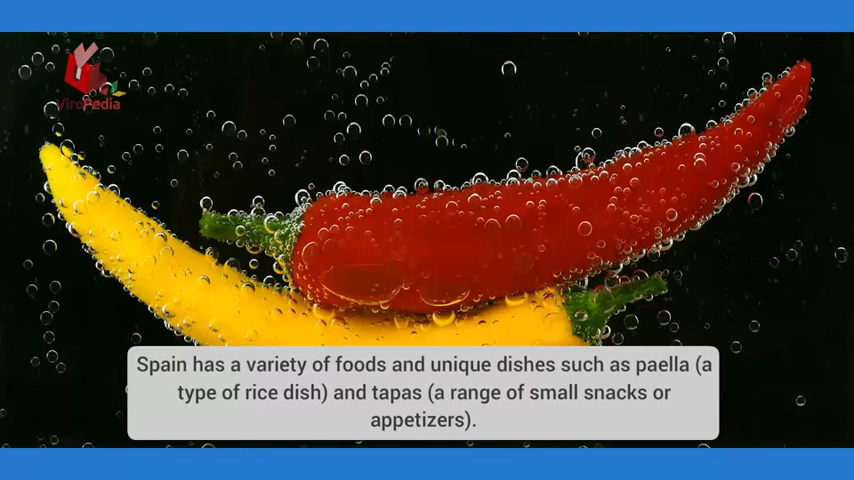 ViroPedia
Spain has a variety of foods and unique dishes such as paella (a
type of rice dish) and tapas (a range of small snacks or
appetizers).